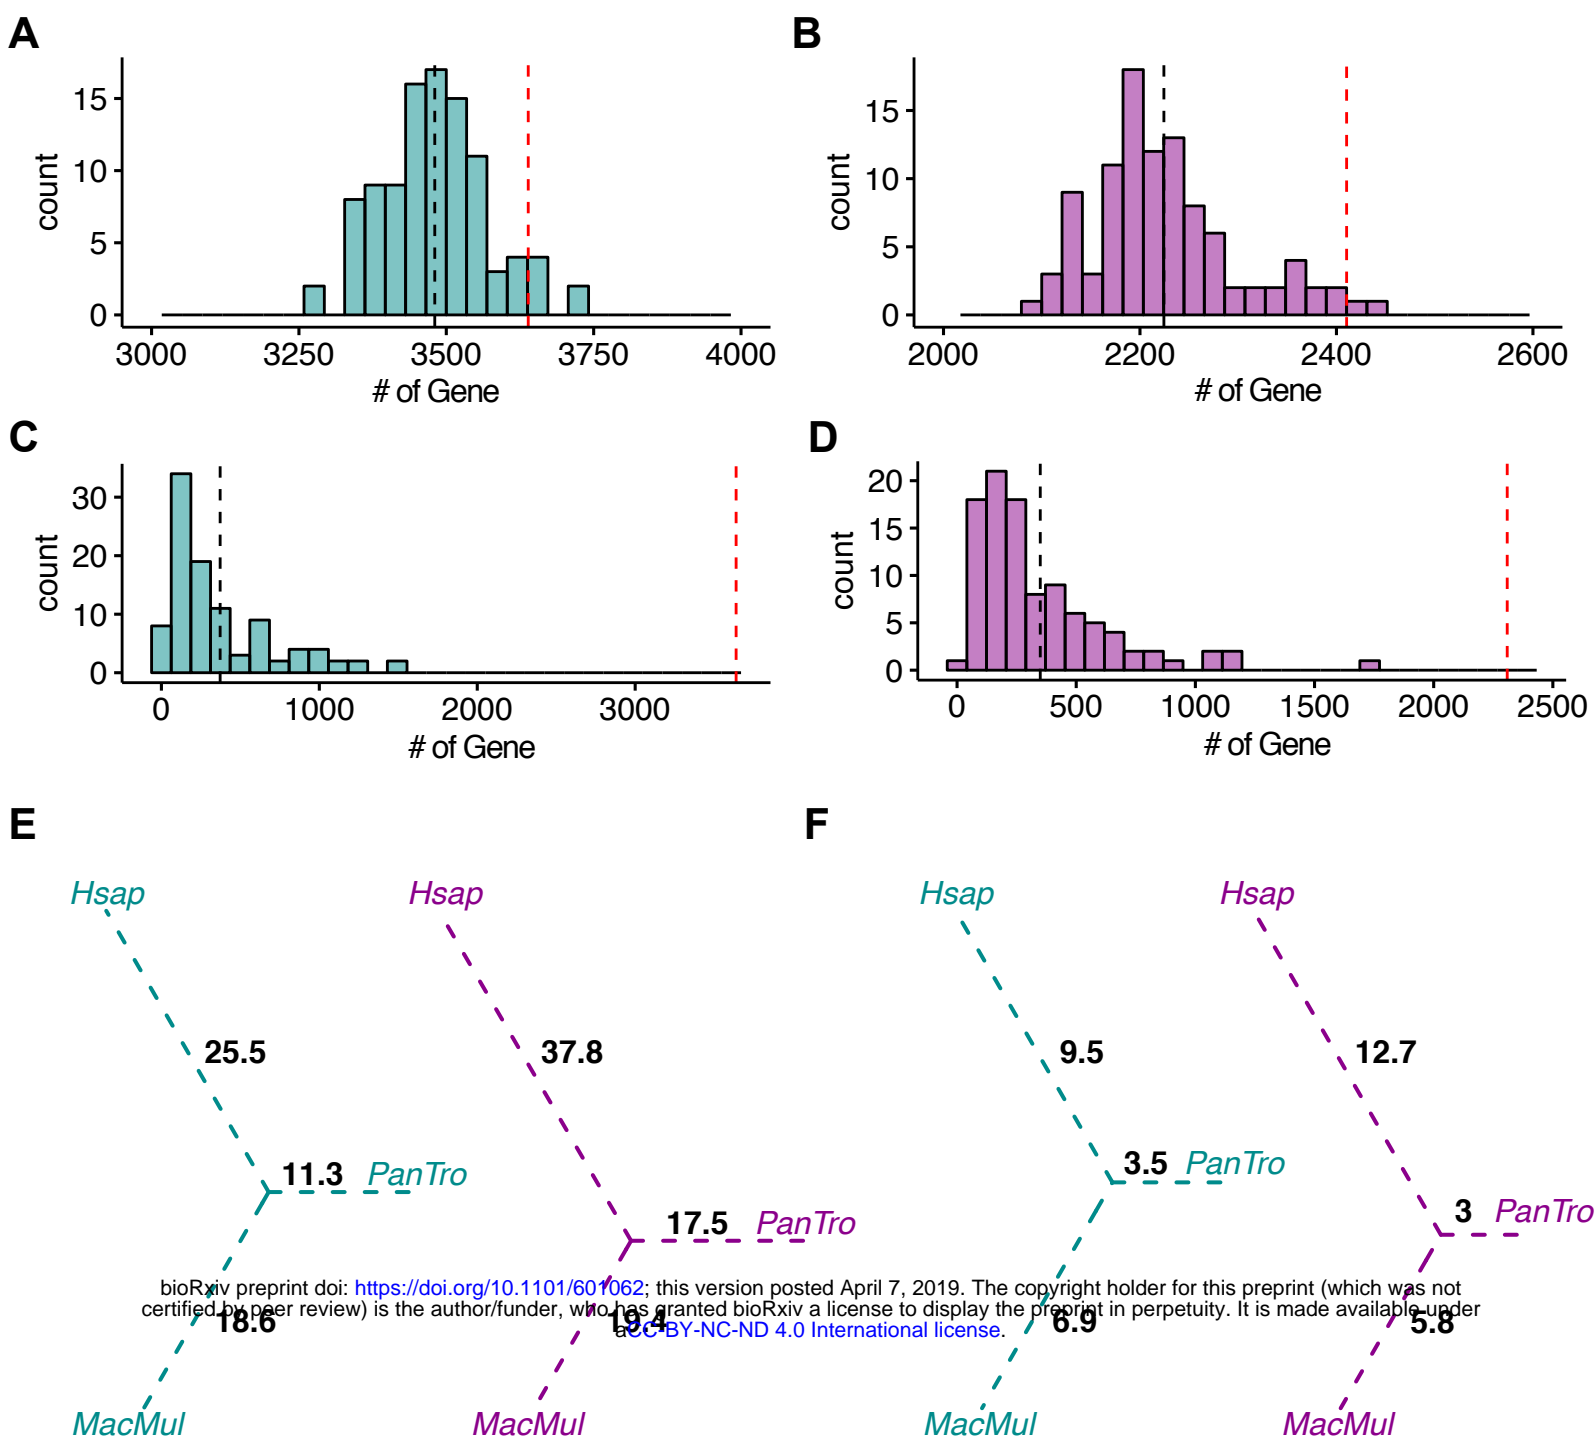 A
B
15
10
5
0
count
3000 3250 3500 3750 4000
# of Gene
15
10
5
0
count
2000 2200 2400 2600
# of Gene
C
D
30
20
10
0
count
0 1000 2000 3000
# of Gene
20
15
10
5
0
count
0 500 1000 1500 2000 2500
# of Gene
E
F
Hsap Hsap Hsap Hsap
25.5 37.8 9.5 12.7
11.3 PanTro 17.5 PanTro 3.5 PanTro 3 PanTro
bioRxiv preprint doi: https://doi.org/10.1101/601062; this version posted April 7, 2019. The copyright holder for this preprint (which was not
certified by peer review) is the author/funder, who has granted bioRxiv a license to display the preprint in perpetuity. It is made available under
aCC-BY-NC-ND 4.0 International license.
18.6 19.4 6.9 5.8
MacMul MacMul MacMul MacMul